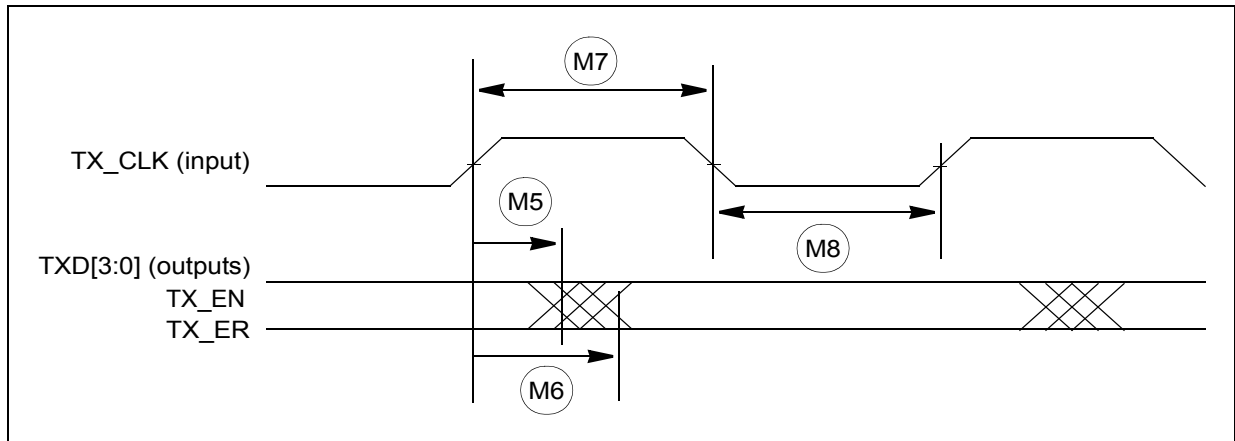 M7
TX_CLK (input)
M5
M8
TXD[3:0] (outputs)
TX_EN
TX_ER
M6